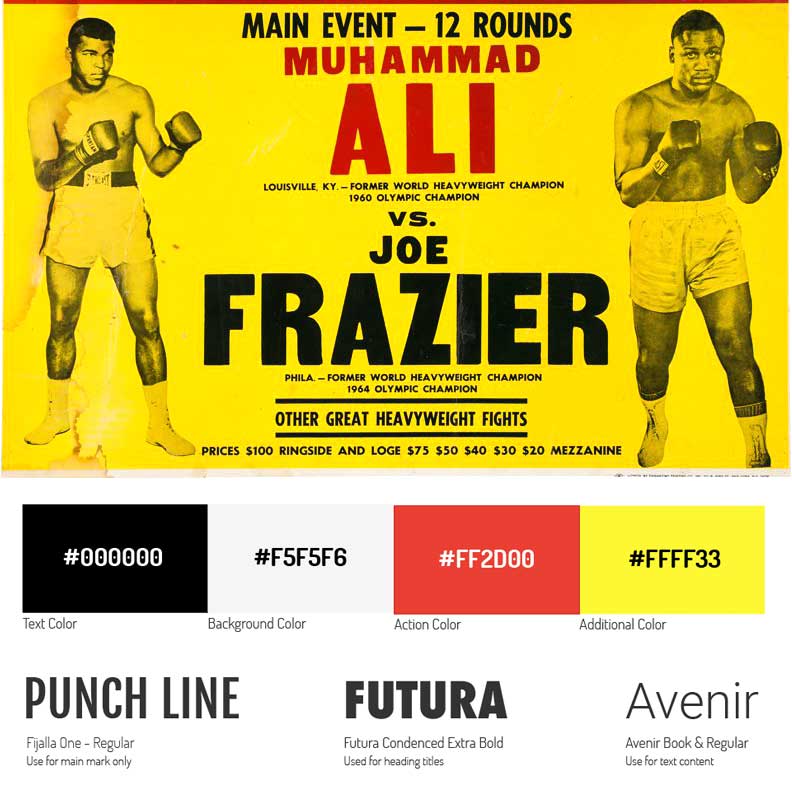 MAIN EVENT – 12 ROUNDS
MUHAMMAD
ALI
LOUISVILLE, KY. – FORMER WORLD HEAVYWEIGHT CHAMPION
1960 OLYMPIC CHAMPION
VS.
JOE
FRAZIER
PHILA. – FORMER WORLD HEAVYWEIGHT CHAMPION
1964 OLYMPIC CHAMPION
OTHER GREAT HEAVYWEIGHT FIGHTS
PRICES $100 RINGSIDE AND LOGE $75 $50 $40 $30 $20 MEZZANINE
#000000
#F5F5F6
#FF2D00
#FFFF33
Text Color
Background Color
Action Color
Additional Color
PUNCH LINE
FUTURA
Avenir
Fijalla One - Regular
Futura Condenced Extra Bold
Avenir Book & Regular
Use for main mark only
Used for heading titles
Use for text content